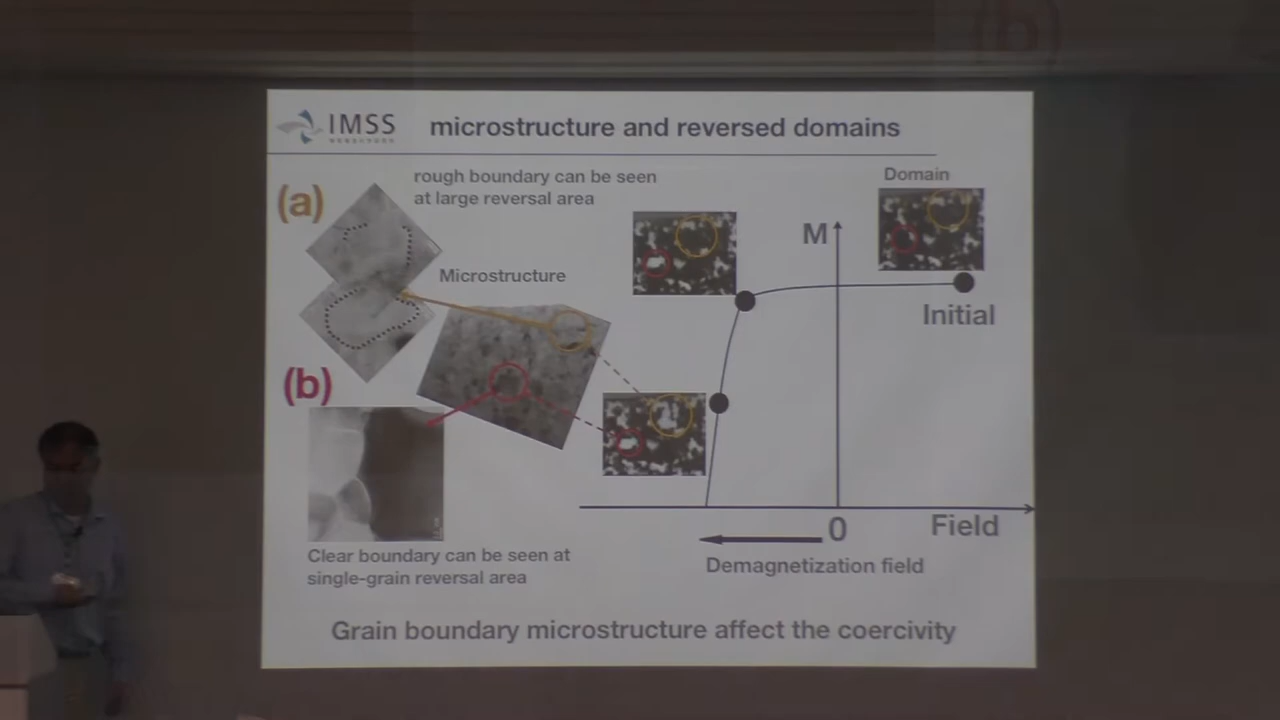 (b)
IMSS
microstructure and reversed domains
(a)
rough boundary can be seen
at large reversal area
Microstructure
(b)
Clear boundary can be seen at
single-grain reversal area
Domain
M
Initial
0
Field
Demagnetization field
Grain boundary microstructure affect the coercivity